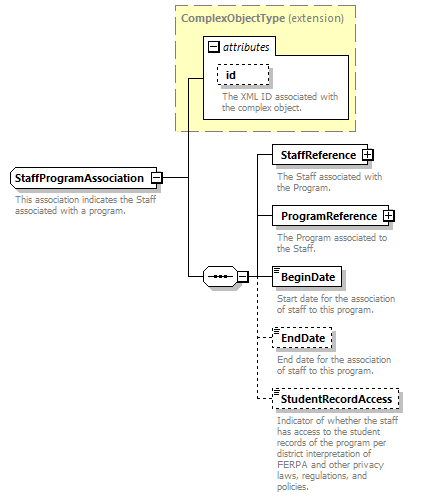 ComplexObjectType (extension)
attributes
id
The XML ID associated with
the complex object.
StaffProgramAssociation
This association indicates the Staff
associated with a program.
StaffReference
The Staff associated with
the Program.
ProgramReference
The Program associated to
the Staff.
BeginDate
Start date for the association
of staff to this program.
EndDate
End date for the association
of staff to this program.
StudentRecordAccess
Indicator of whether the staff
has access to the student
records of the program per
district interpretation of
FERPA and other privacy
laws, regulations, and
policies.